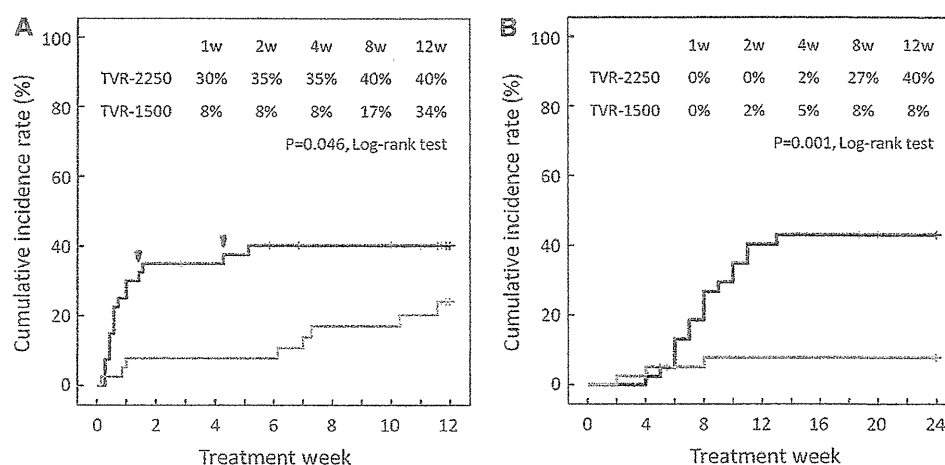 A
Cumulative incidence rate (%)
100
80
60
40
20
0
1w 2w 4w 8w 12w
TVR-2250 30% 35% 35% 40% 40%
TVR-1500 8% 8% 8% 17% 34%
P=0.046, Log-rank test
0 2 4 6 8 10 12
Treatment week
B
Cumulative incidence rate (%)
100
80
60
40
20
0
1w 2w 4w 8w 12w
TVR-2250 0% 0% 2% 27% 40%
TVR-1500 0% 2% 5% 8% 8%
P=0.001, Log-rank test
0 4 8 12 16 20 24
Treatment week